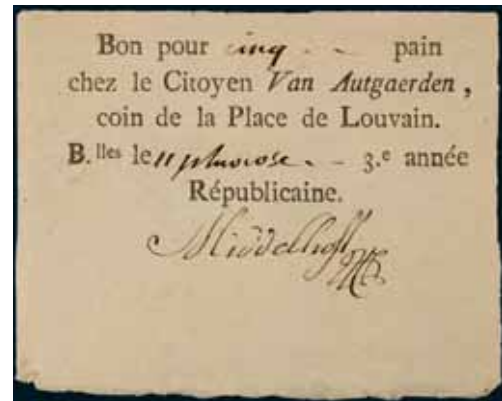 Bon pour cinq - - pain
chez le Citoyen Van Autgaerden,
coin de la Place de Louvain.
B.lles le 11 pluviose. - 3.e année
Républicaine.